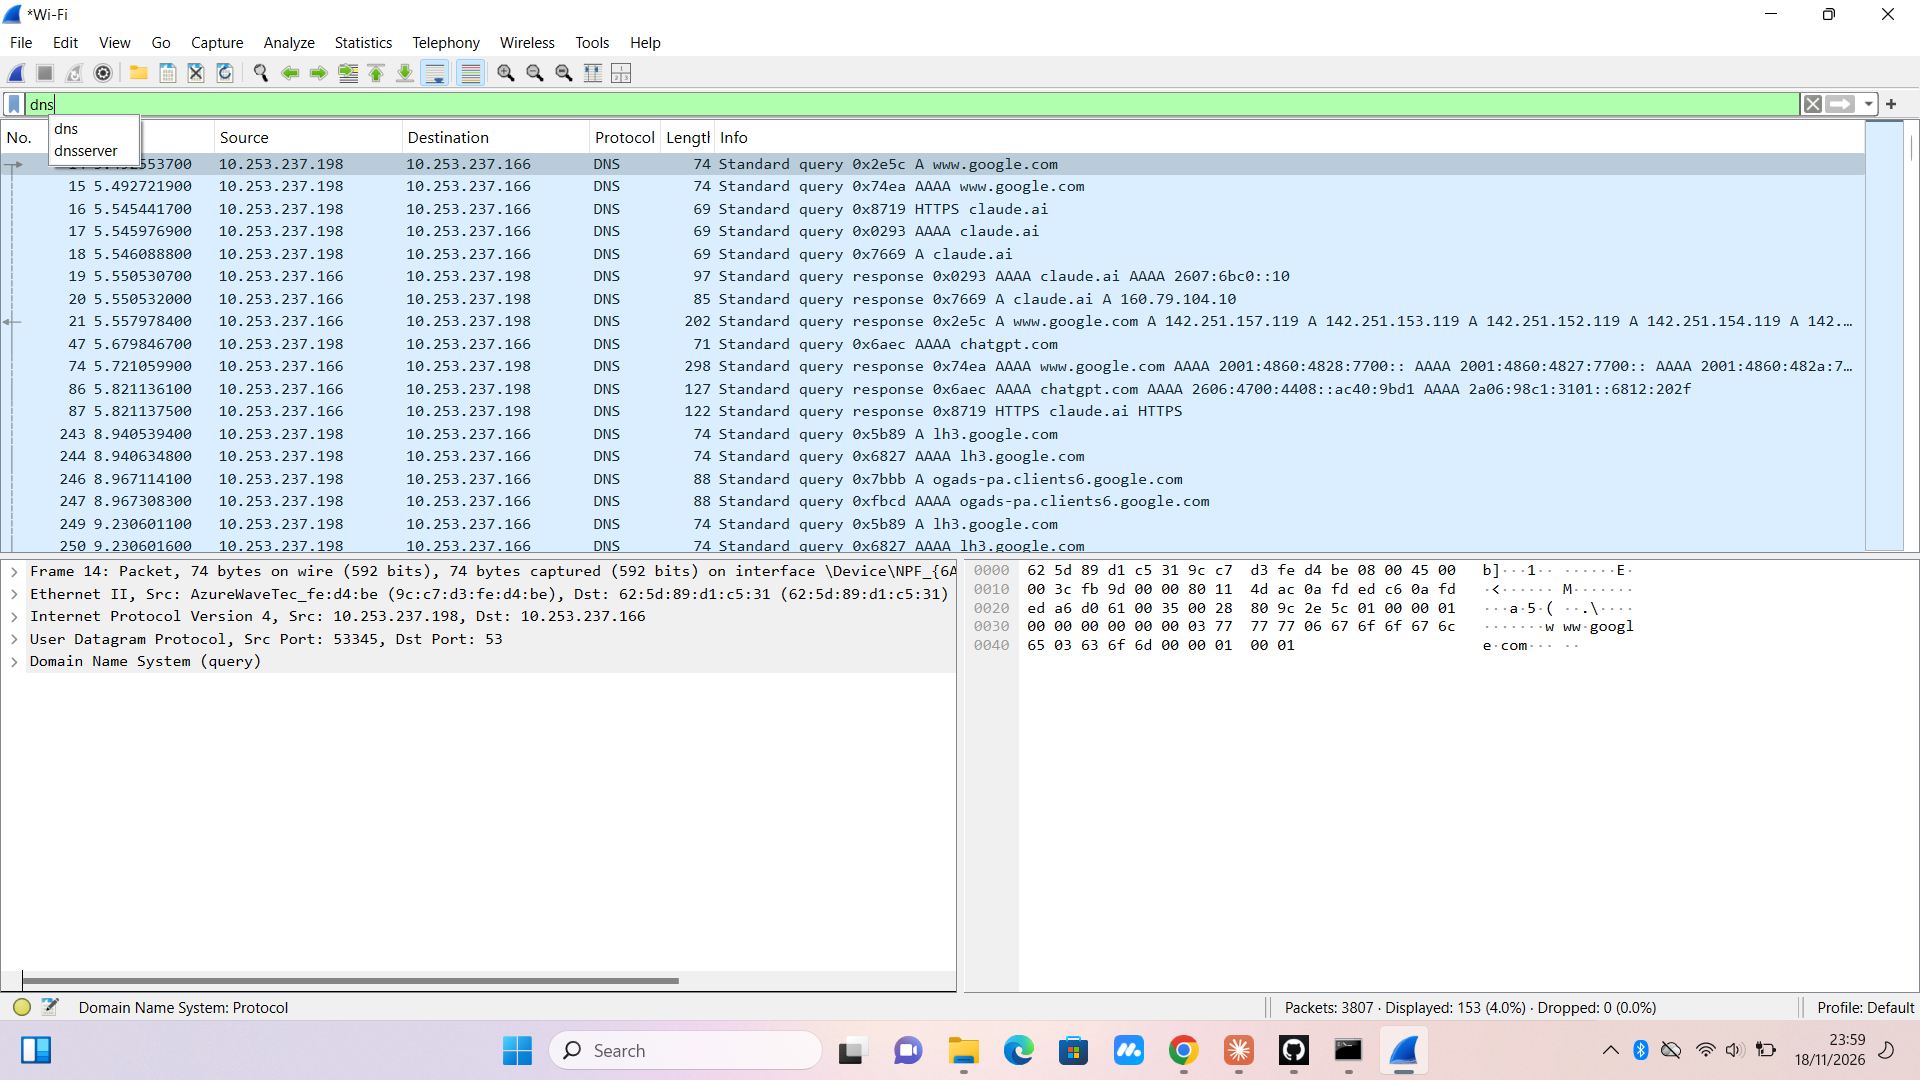 *Wi-Fi
File Edit View Go Capture Analyze Statistics Telephony Wireless Tools Help
dns
dns
dnsserver
No. Source Destination Protocol Length Info
10.253.237.198 10.253.237.166 DNS 74 Standard query 0x2e5c A www.google.com
15 5.492721900 10.253.237.198 10.253.237.166 DNS 74 Standard query 0x74ea AAAA www.google.com
16 5.545441700 10.253.237.198 10.253.237.166 DNS 69 Standard query 0x8719 HTTPS claude.ai
17 5.545976900 10.253.237.198 10.253.237.166 DNS 69 Standard query 0x0293 AAAA claude.ai
18 5.546088800 10.253.237.198 10.253.237.166 DNS 69 Standard query 0x7669 A claude.ai
19 5.550530700 10.253.237.166 10.253.237.198 DNS 97 Standard query response 0x0293 AAAA claude.ai AAAA 2607:6bc0::10
20 5.550532000 10.253.237.166 10.253.237.198 DNS 85 Standard query response 0x7669 A claude.ai A 160.79.104.10
21 5.557978400 10.253.237.166 10.253.237.198 DNS 202 Standard query response 0x2e5c A www.google.com A 142.251.157.119 A 142.251.153.119 A 142.251.152.119 A 142.251.154.119 A 142.…
47 5.679846700 10.253.237.198 10.253.237.166 DNS 71 Standard query 0x6aec AAAA chatgpt.com
74 5.721059900 10.253.237.166 10.253.237.198 DNS 298 Standard query response 0x74ea AAAA www.google.com AAAA 2001:4860:4828:7700:: AAAA 2001:4860:4827:7700:: AAAA 2001:4860:482a:7…
86 5.821136100 10.253.237.166 10.253.237.198 DNS 127 Standard query response 0x6aec AAAA chatgpt.com AAAA 2606:4700:4408::ac40:9bd1 AAAA 2a06:98c1:3101::6812:202f
87 5.821137500 10.253.237.166 10.253.237.198 DNS 122 Standard query response 0x8719 HTTPS claude.ai HTTPS
243 8.940539400 10.253.237.198 10.253.237.166 DNS 74 Standard query 0x5b89 A lh3.google.com
244 8.940634800 10.253.237.198 10.253.237.166 DNS 74 Standard query 0x6827 AAAA lh3.google.com
246 8.967114100 10.253.237.198 10.253.237.166 DNS 88 Standard query 0x7bbb A ogads-pa.clients6.google.com
247 8.967308300 10.253.237.198 10.253.237.166 DNS 88 Standard query 0xfbcd AAAA ogads-pa.clients6.google.com
249 9.230601100 10.253.237.198 10.253.237.166 DNS 74 Standard query 0x5b89 A lh3.google.com
250 9.230601600 10.253.237.198 10.253.237.166 DNS 74 Standard query 0x6827 AAAA lh3.google.com
Frame 14: Packet, 74 bytes on wire (592 bits), 74 bytes captured (592 bits) on interface \Device\NPF_{6A
Ethernet II, Src: AzureWaveTec_fe:d4:be (9c:c7:d3:fe:d4:be), Dst: 62:5d:89:d1:c5:31 (62:5d:89:d1:c5:31)
Internet Protocol Version 4, Src: 10.253.237.198, Dst: 10.253.237.166
User Datagram Protocol, Src Port: 53345, Dst Port: 53
Domain Name System (query)
0000 62 5d 89 d1 c5 31 9c c7 d3 fe d4 be 08 00 45 00 b]···1·· ······E·
0010 00 3c fb 9d 00 00 80 11 4d ac 0a fd ed c6 0a fd ·<······ M·······
0020 ed a6 d0 61 00 35 00 28 80 9c 2e 5c 01 00 00 01 ···a·5·( ··.\····
0030 00 00 00 00 00 00 03 77 77 77 06 67 6f 6f 67 6c ·······w ww·googl
0040 65 03 63 6f 6d 00 00 01 00 01 e·com··· ··
Domain Name System: Protocol
Packets: 3807 · Displayed: 153 (4.0%) · Dropped: 0 (0.0%)
Profile: Default
Search
23:59
18/11/2026